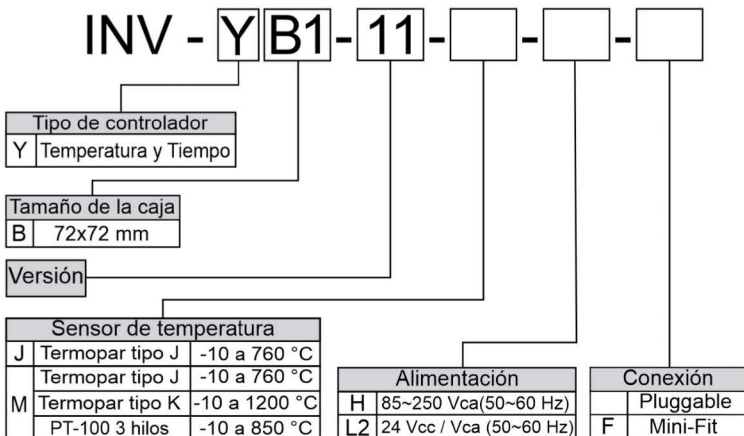 INV - Y B1 - 11 - - -
Tipo de controlador
Y Temperatura y Tiempo
Tamaño de la caja
B 72x72 mm
Versión
Sensor de temperatura
J Termopar tipo J -10 a 760 °C
M Termopar tipo J -10 a 760 °C
Termopar tipo K -10 a 1200 °C
PT-100 3 hilos -10 a 850 °C
Alimentación
H 85~250 Vca(50~60 Hz)
L2 24 Vcc / Vca (50~60 Hz)
Conexión
Pluggable
F Mini-Fit